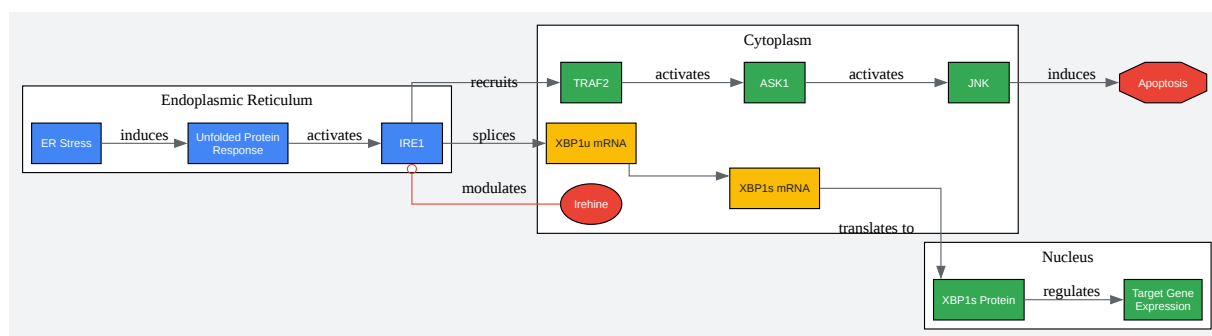 Cytoplasm
recruits
TRAF2
activates
ASK1
activates
JNK
induces
Apoptosis
Endoplasmic Reticulum
ER Stress
induces
Unfolded Protein
Response
activates
IRE1
splices
XBP1u mRNA
XBP1s mRNA
modulates
Irehine
translates to
Nucleus
XBP1s Protein
regulates
Target Gene
Expression